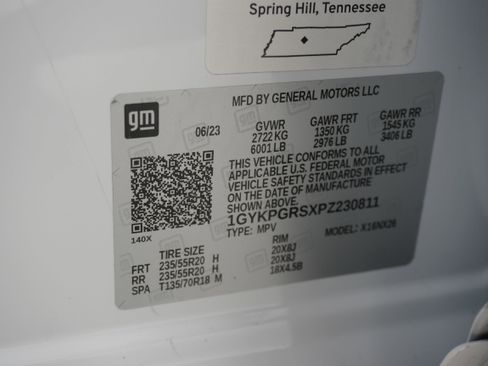 Spring Hill, Tennessee
MFD BY GENERAL MOTORS LLC
gm
06/23
GVWR GAWR FRT GAWR RR
2722 KG 1350 KG 1545 KG
6001 LB 2976 LB 3406 LB
THIS VEHICLE CONFORMS TO ALL
APPLICABLE U.S. FEDERAL MOTOR
VEHICLE SAFETY STANDARDS IN EFFECT
ON THE DATE OF MANUFACTURE
SHOWN ABOVE.
1GYKPGRSXPZ230811
140X
TYPE: MPV MODEL: X16NX26
TIRE SIZE RIM
FRT 235/55R20 H 20X8J
RR 235/55R20 H 20X8J
SPA T135/70R18 M 18X4.5B